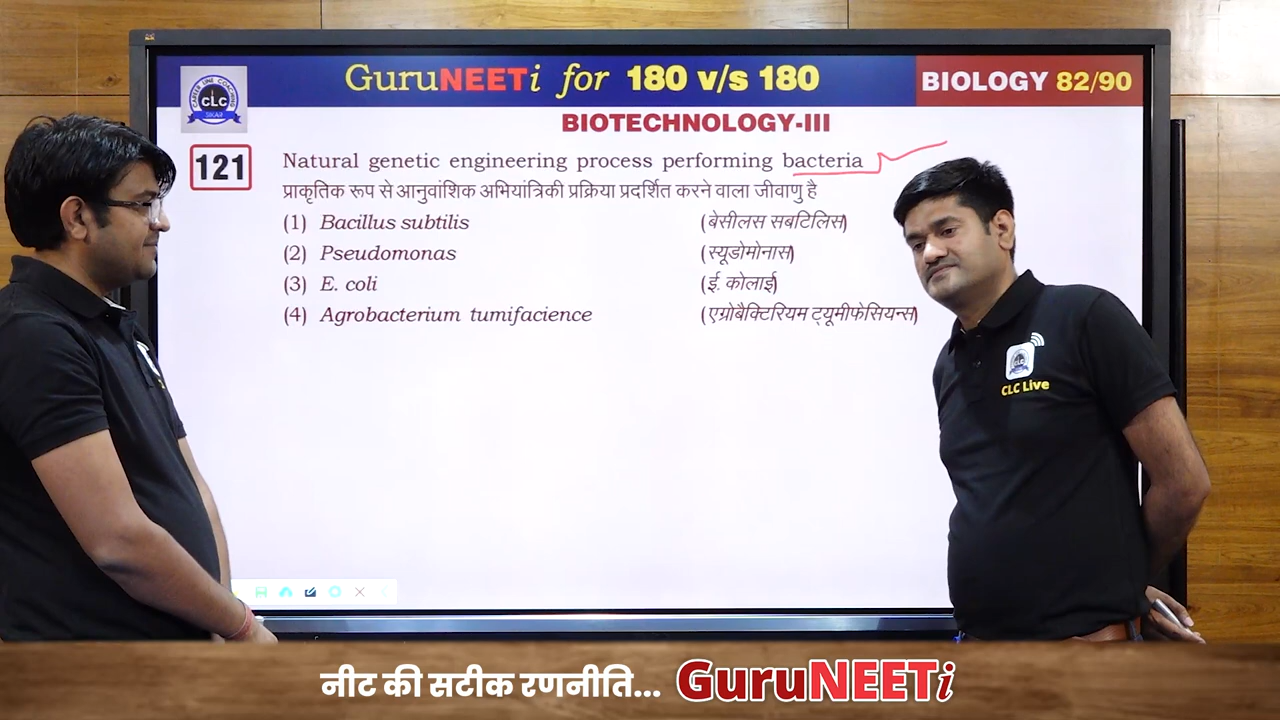 GuruNEETi for 180 v/s 180
BIOLOGY 82/90
CLC
SIKAR
BIOTECHNOLOGY-III
121
Natural genetic engineering process performing bacteria
प्राकृतिक रूप से आनुवांशिक अभियांत्रिकी प्रक्रिया प्रदर्शित करने वाला जीवाणु है
(1) Bacillus subtilis (बेसीलस सबटिलिस)
(2) Pseudomonas (स्यूडोमोनास)
(3) E. coli (ई. कोलाई)
(4) Agrobacterium tumifacience (एग्रोबैक्टिरियम ट्यूमीफेसियन्स)
CLC Live
नीट की सटीक रणनीति... GuruNEETi